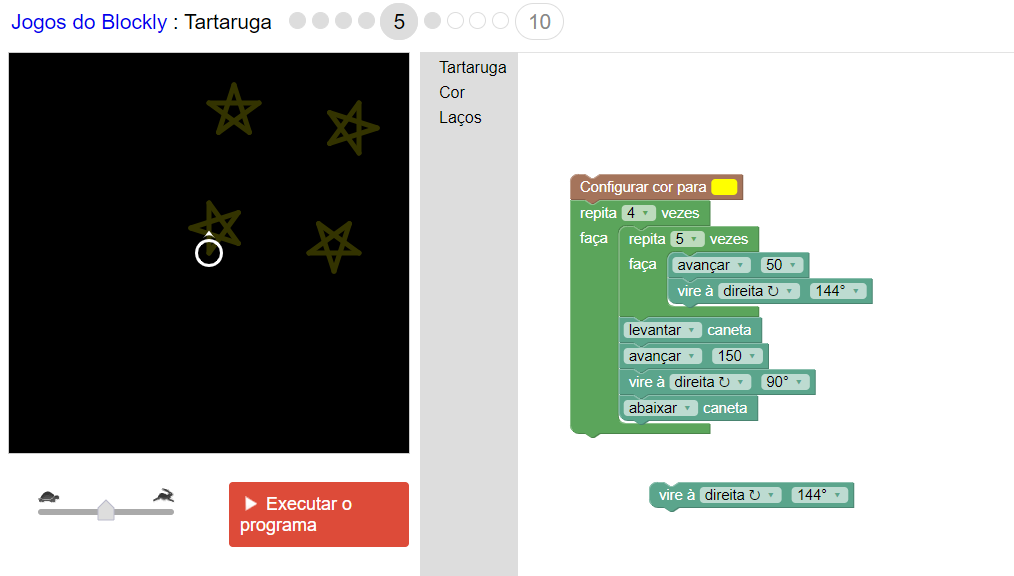 Jogos do Blockly : Tartaruga 5 10
Tartaruga
Cor
Laços
Configurar cor para
repita 4 vezes
faça repita 5 vezes
faça avançar 50
vire à direita ↻ 144°
levantar caneta
avançar 150
vire à direita ↻ 90°
abaixar caneta
vire à direita ↻ 144°
Executar o
programa